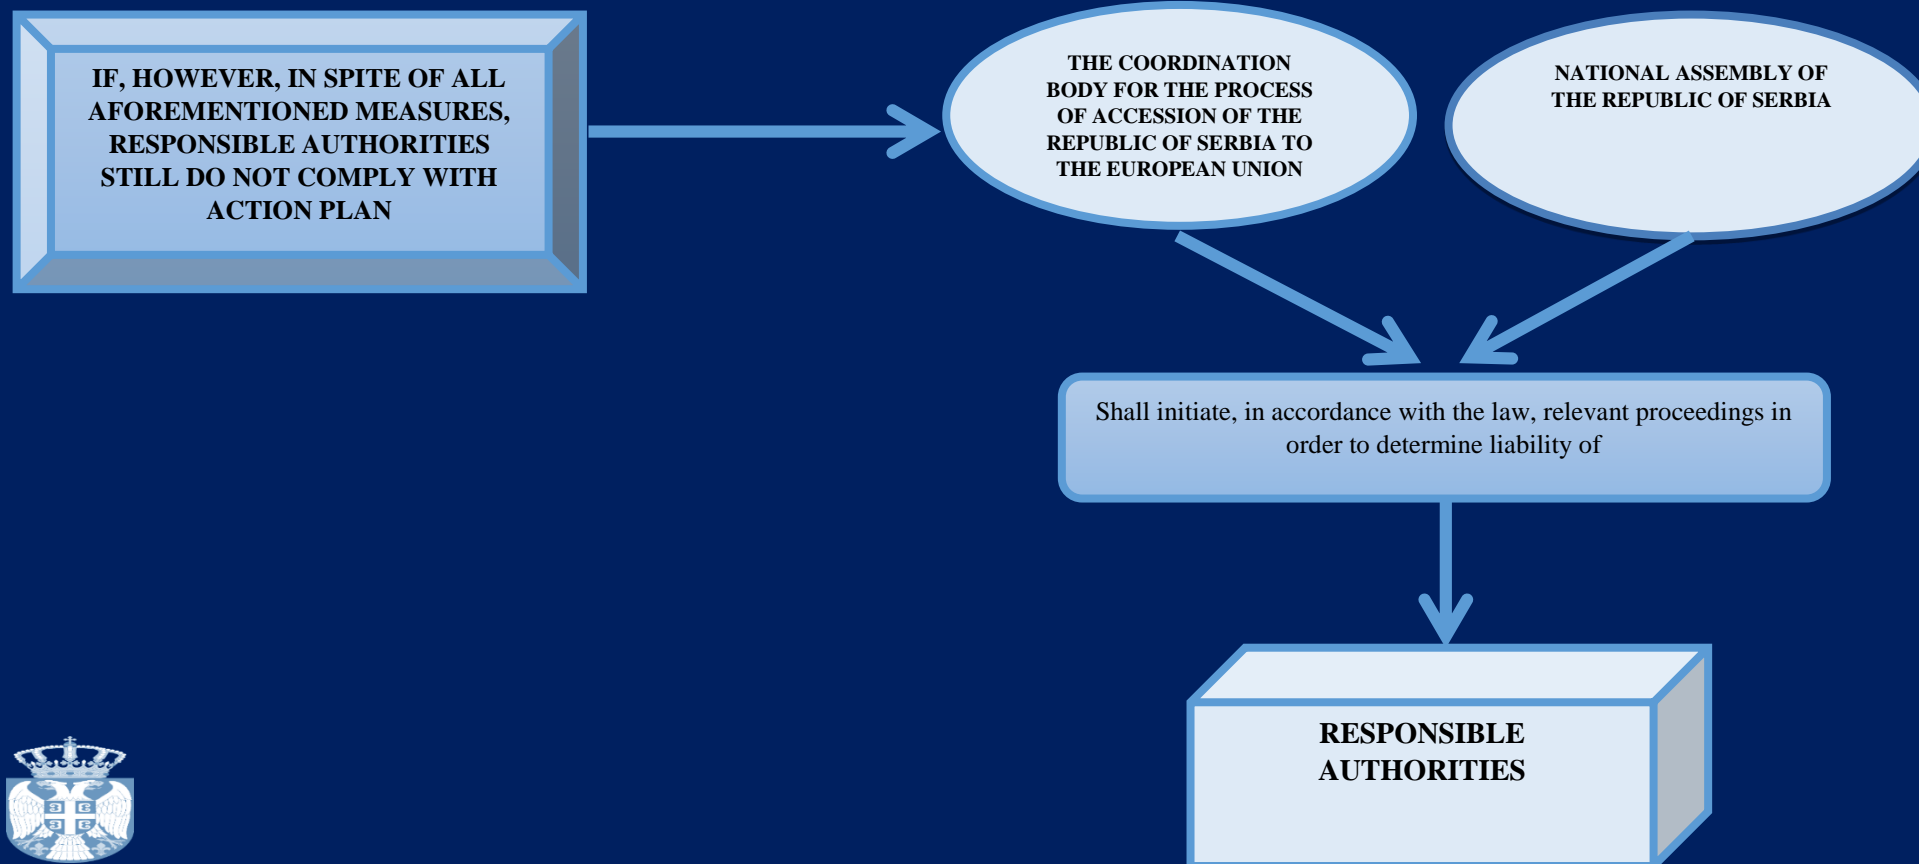 IF, HOWEVER, IN SPITE OF ALL
AFOREMENTIONED MEASURES,
RESPONSIBLE AUTHORITIES
STILL DO NOT COMPLY WITH
ACTION PLAN
THE COORDINATION
BODY FOR THE PROCESS
OF ACCESSION OF THE
REPUBLIC OF SERBIA TO
THE EUROPEAN UNION
NATIONAL ASSEMBLY OF
THE REPUBLIC OF SERBIA
Shall initiate, in accordance with the law, relevant proceedings in
order to determine liability of
RESPONSIBLE
AUTHORITIES